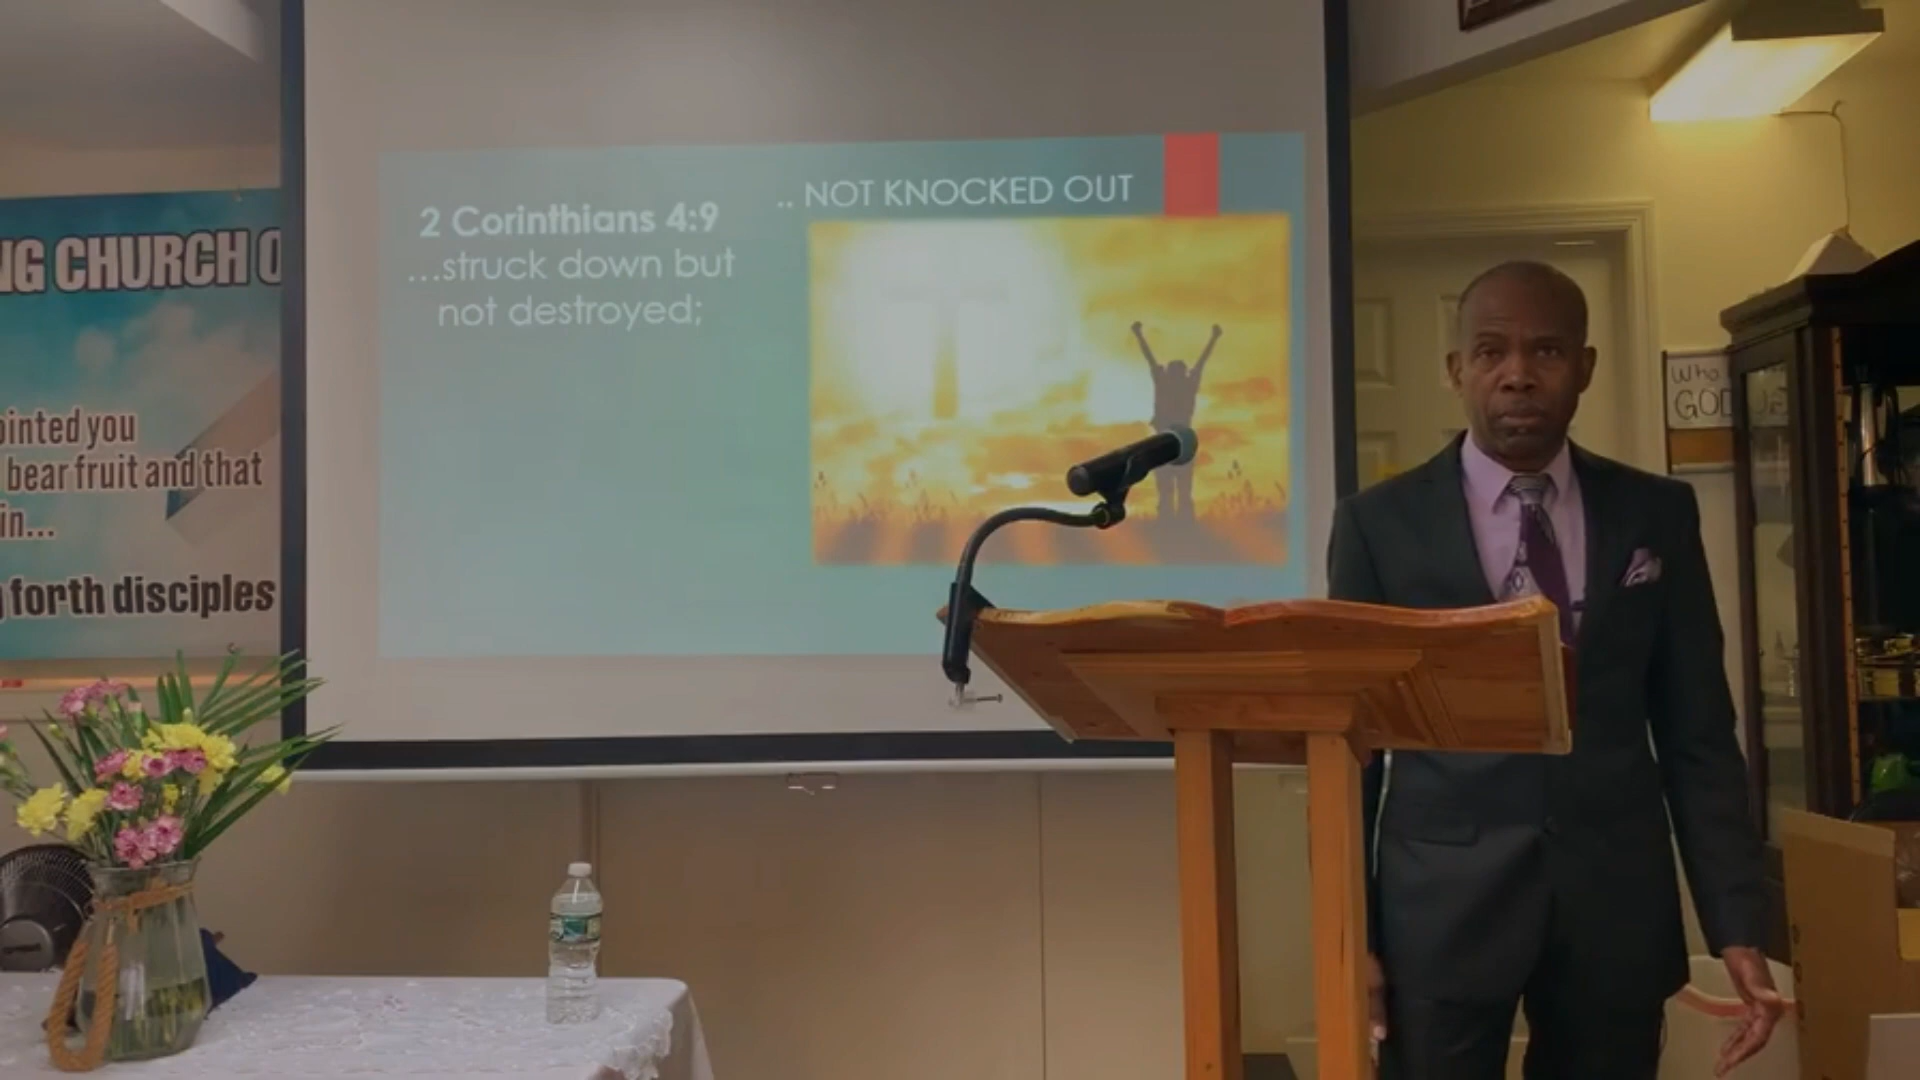 NG CHURCH O
ointed you
bear fruit and that
in...
forth disciples
2 Corinthians 4:9
...struck down but
not destroyed;
.. NOT KNOCKED OUT
Who
GOD